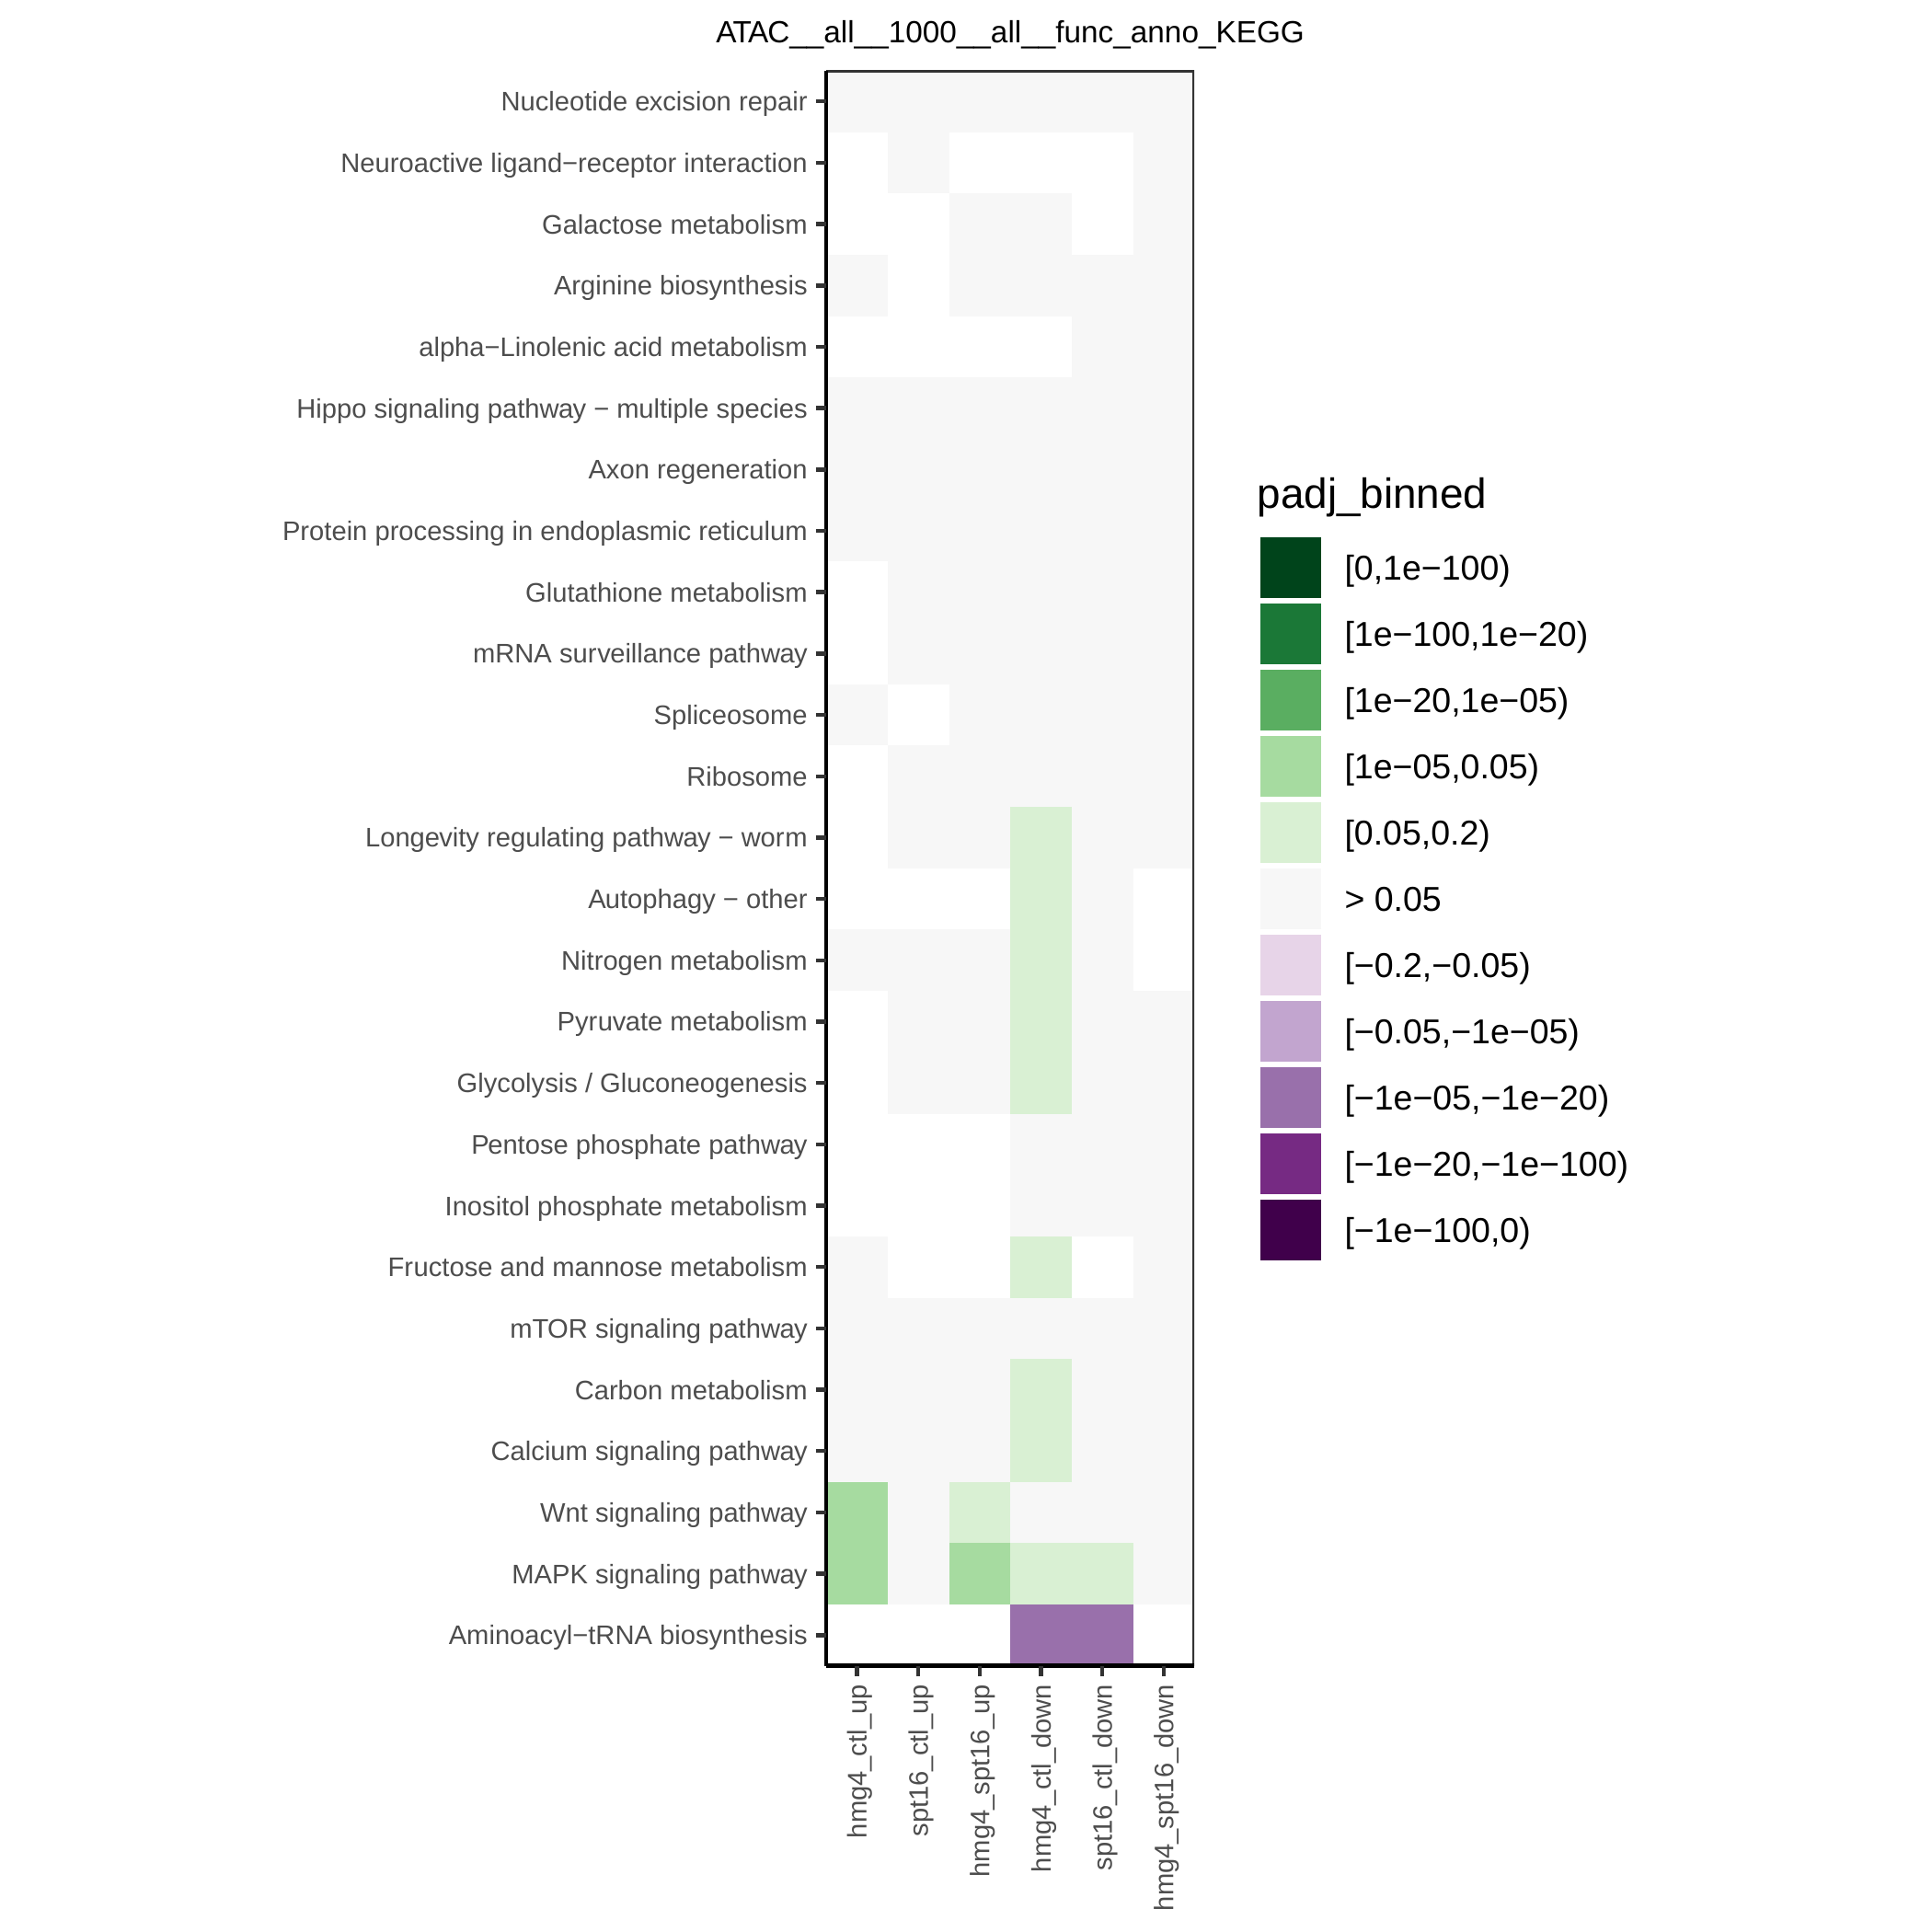 ATAC__all__1000__all__func_anno_KEGG
Nucleotide excision repair
Neuroactive ligand−receptor interaction
Galactose metabolism
Arginine biosynthesis
alpha−Linolenic acid metabolism
Hippo signaling pathway − multiple species
Axon regeneration
Protein processing in endoplasmic reticulum
Glutathione metabolism
mRNA surveillance pathway
Spliceosome
Ribosome
Longevity regulating pathway − worm
Autophagy − other
Nitrogen metabolism
Pyruvate metabolism
Glycolysis / Gluconeogenesis
Pentose phosphate pathway
Inositol phosphate metabolism
Fructose and mannose metabolism
mTOR signaling pathway
Carbon metabolism
Calcium signaling pathway
Wnt signaling pathway
MAPK signaling pathway
Aminoacyl−tRNA biosynthesis
hmg4_ctl_up
spt16_ctl_up
hmg4_spt16_up
hmg4_ctl_down
spt16_ctl_down
hmg4_spt16_down
padj_binned
[0,1e−100)
[1e−100,1e−20)
[1e−20,1e−05)
[1e−05,0.05)
[0.05,0.2)
> 0.05
[−0.2,−0.05)
[−0.05,−1e−05)
[−1e−05,−1e−20)
[−1e−20,−1e−100)
[−1e−100,0)